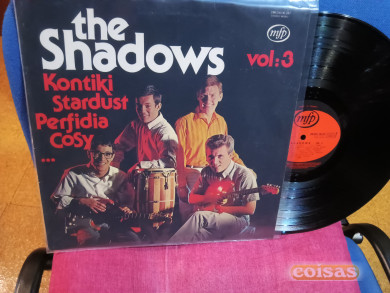 the
Shadows
mfp
vol:3
Kontiki
Stardust
Perfidia
Cosy
...
mfp
coisas